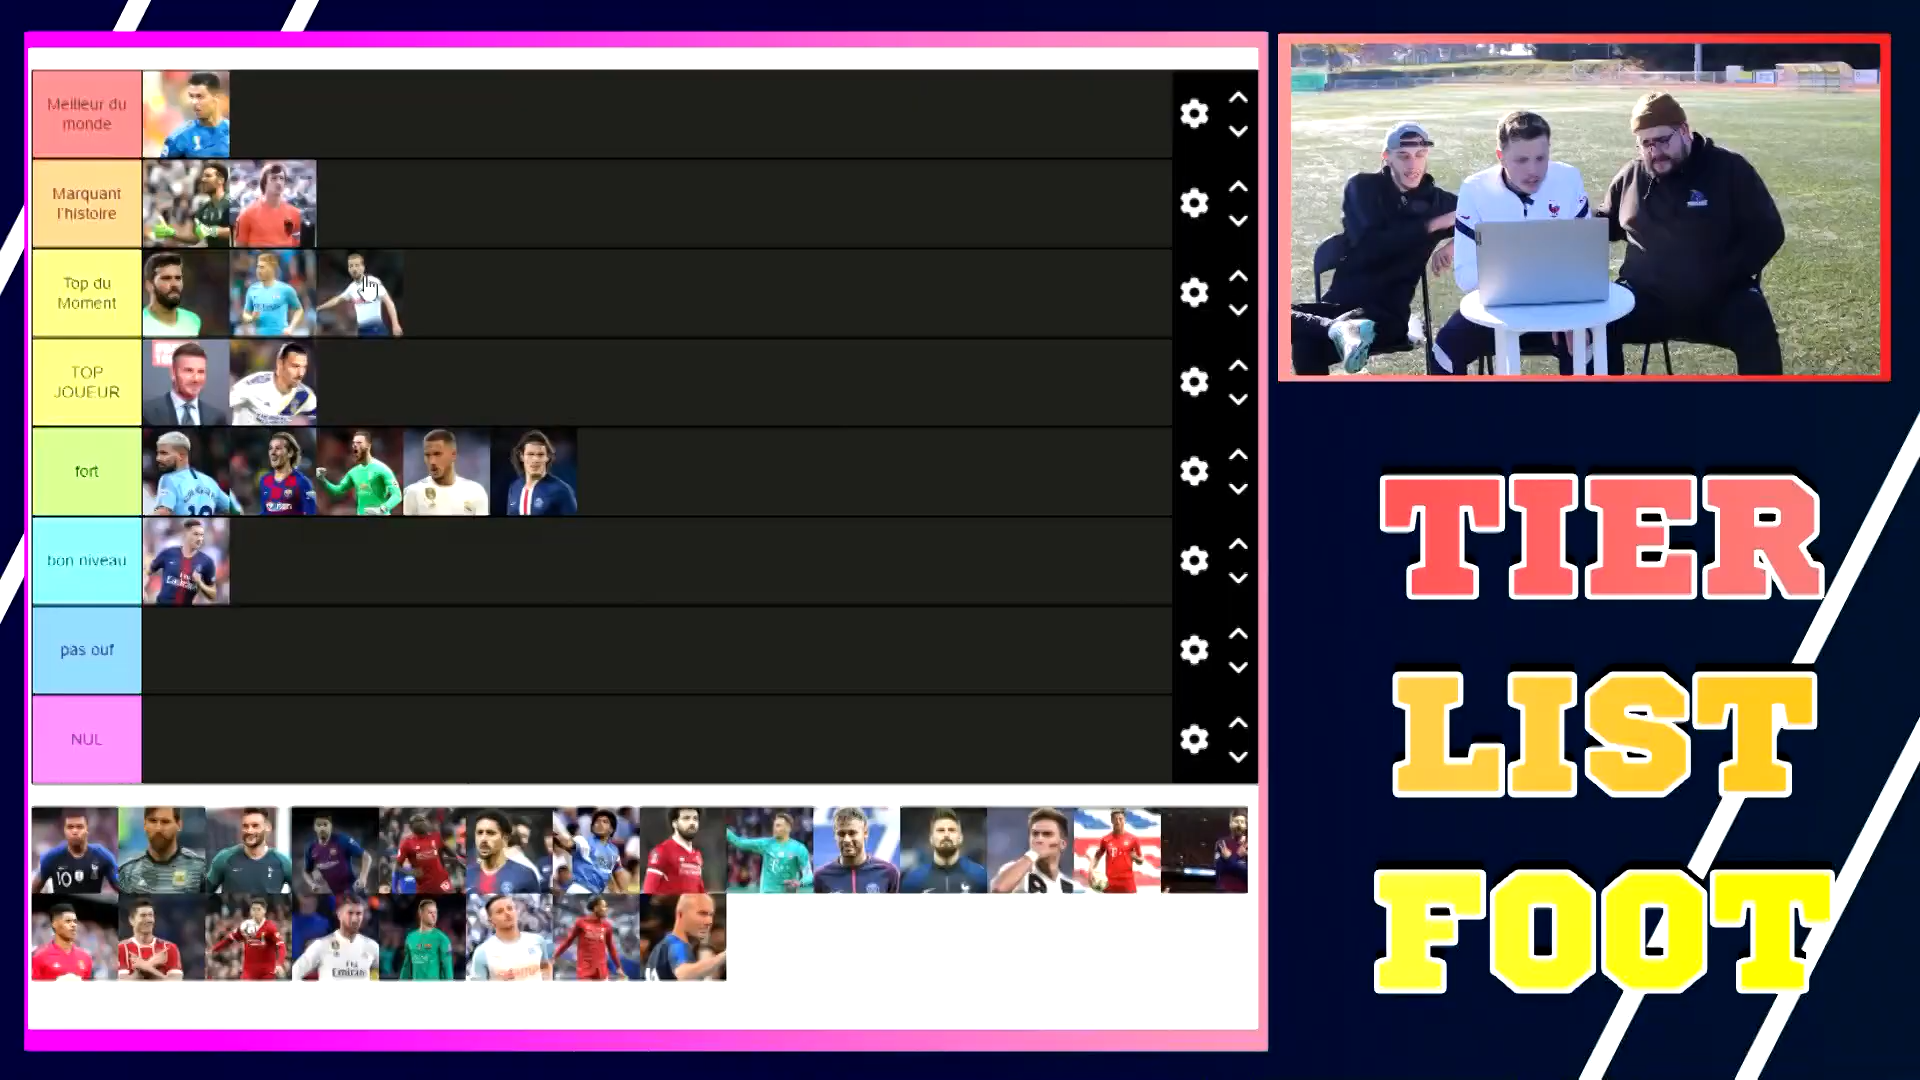 Meilleur du
monde
Marquant
l'histoire
Top du
Moment
TOP
JOUEUR
fort
bon niveau
pas ouf
NUL
10
TIER
LIST
FOOT